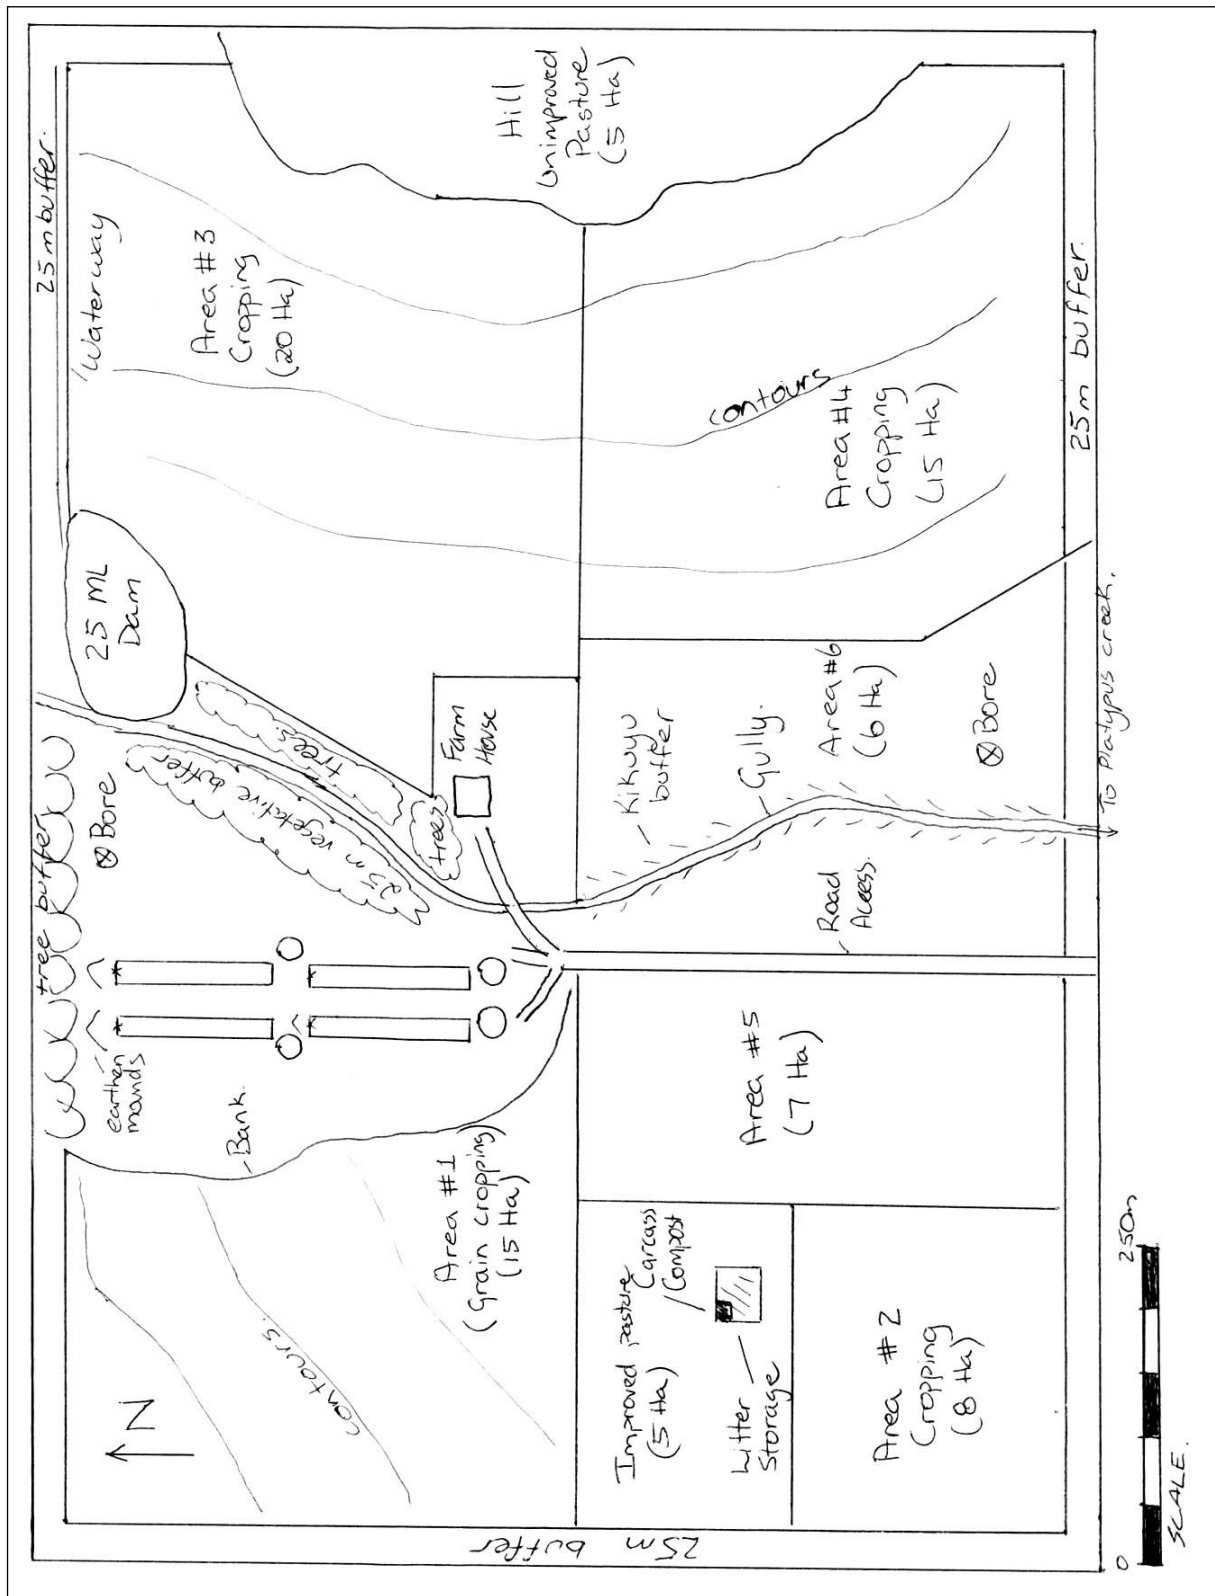 25m buffer.
Waterway
Area #3
Cropping
(20 Ha)
Hill
Unimproved
Pasture
(5 Ha)
25 ML
Dam
contours
Area #4
Cropping
(15 Ha)
25m buffer.
tree buffer
⊗ Bore
25m vegetative buffer
trees.
trees
Farm
House
Kikuyu
buffer
Gully.
Area #6
(6 Ha)
⊗ Bore
To Platypus creek.
Road
Acess.
earthen
mounds
Bank.
Area #1
(Grain cropping)
(15 Ha)
contours.
N
Area #5
(7 Ha)
Improved pasture
(5 Ha)
Carcass
Compost
Litter
Storage
Area #2
Cropping
(8 Ha)
25m buffer
0
250m
SCALE.